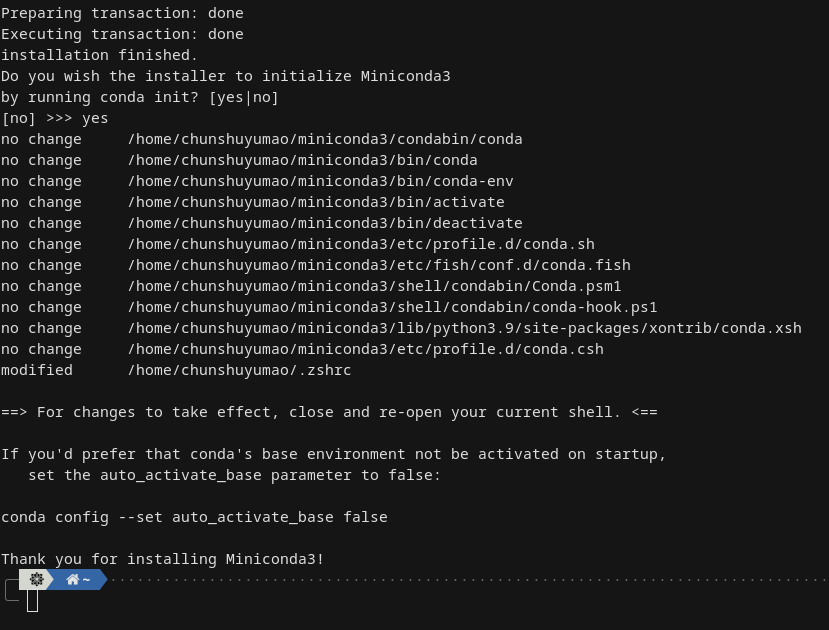 Preparing transaction: done
Executing transaction: done
installation finished.
Do you wish the installer to initialize Miniconda3
by running conda init? [yes|no]
[no] >>> yes
no change     /home/chunshuyumao/miniconda3/condabin/conda
no change     /home/chunshuyumao/miniconda3/bin/conda
no change     /home/chunshuyumao/miniconda3/bin/conda-env
no change     /home/chunshuyumao/miniconda3/bin/activate
no change     /home/chunshuyumao/miniconda3/bin/deactivate
no change     /home/chunshuyumao/miniconda3/etc/profile.d/conda.sh
no change     /home/chunshuyumao/miniconda3/etc/fish/conf.d/conda.fish
no change     /home/chunshuyumao/miniconda3/shell/condabin/Conda.psm1
no change     /home/chunshuyumao/miniconda3/shell/condabin/conda-hook.ps1
no change     /home/chunshuyumao/miniconda3/lib/python3.9/site-packages/xontrib/conda.xsh
no change     /home/chunshuyumao/miniconda3/etc/profile.d/conda.csh
modified      /home/chunshuyumao/.zshrc
==> For changes to take effect, close and re-open your current shell. <==
If you'd prefer that conda's base environment not be activated on startup,
   set the auto_activate_base parameter to false:
conda config --set auto_activate_base false
Thank you for installing Miniconda3!
~